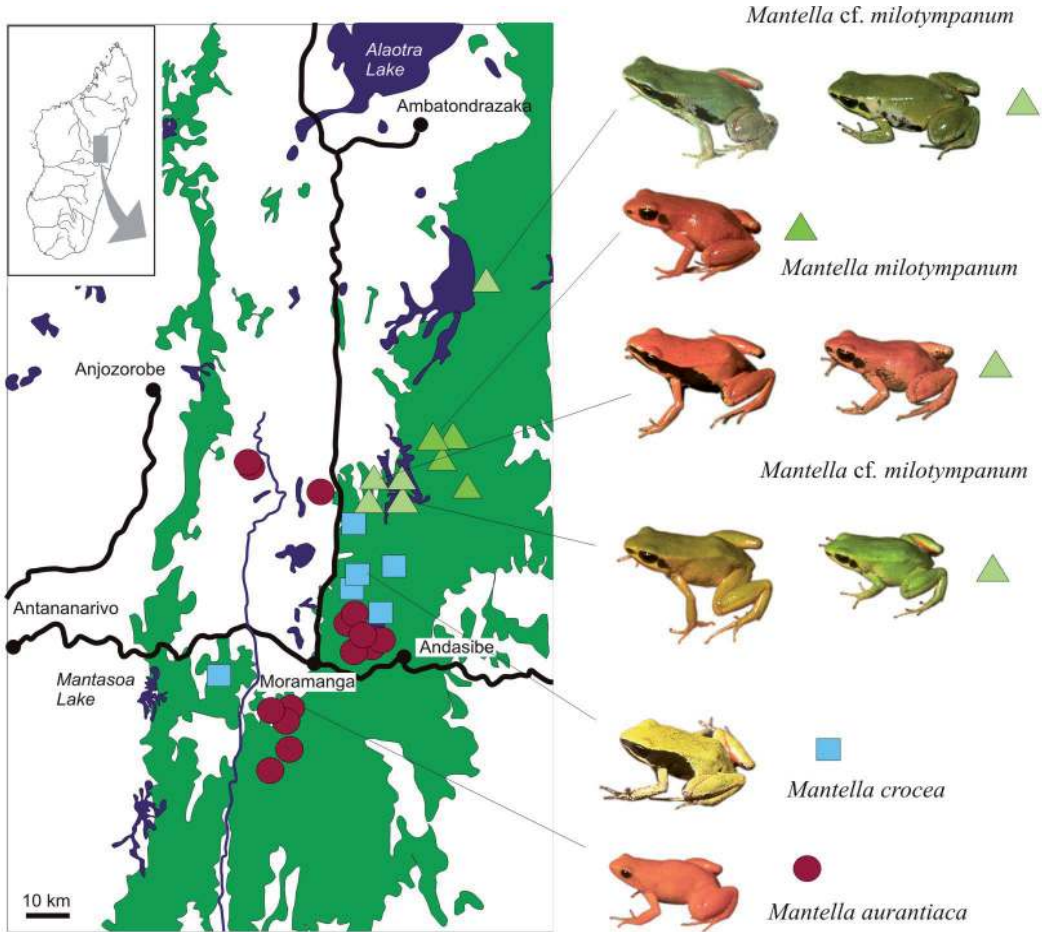 Mantella cf. milotympanum
Alaotra
Lake
Ambatondrazaka
Mantella milotympanum
Anjozorobe
Mantella cf. milotympanum
Antananarivo
Andasibe
Mantasoa
Lake
Moramanga
Mantella crocea
Mantella aurantiaca
10 km